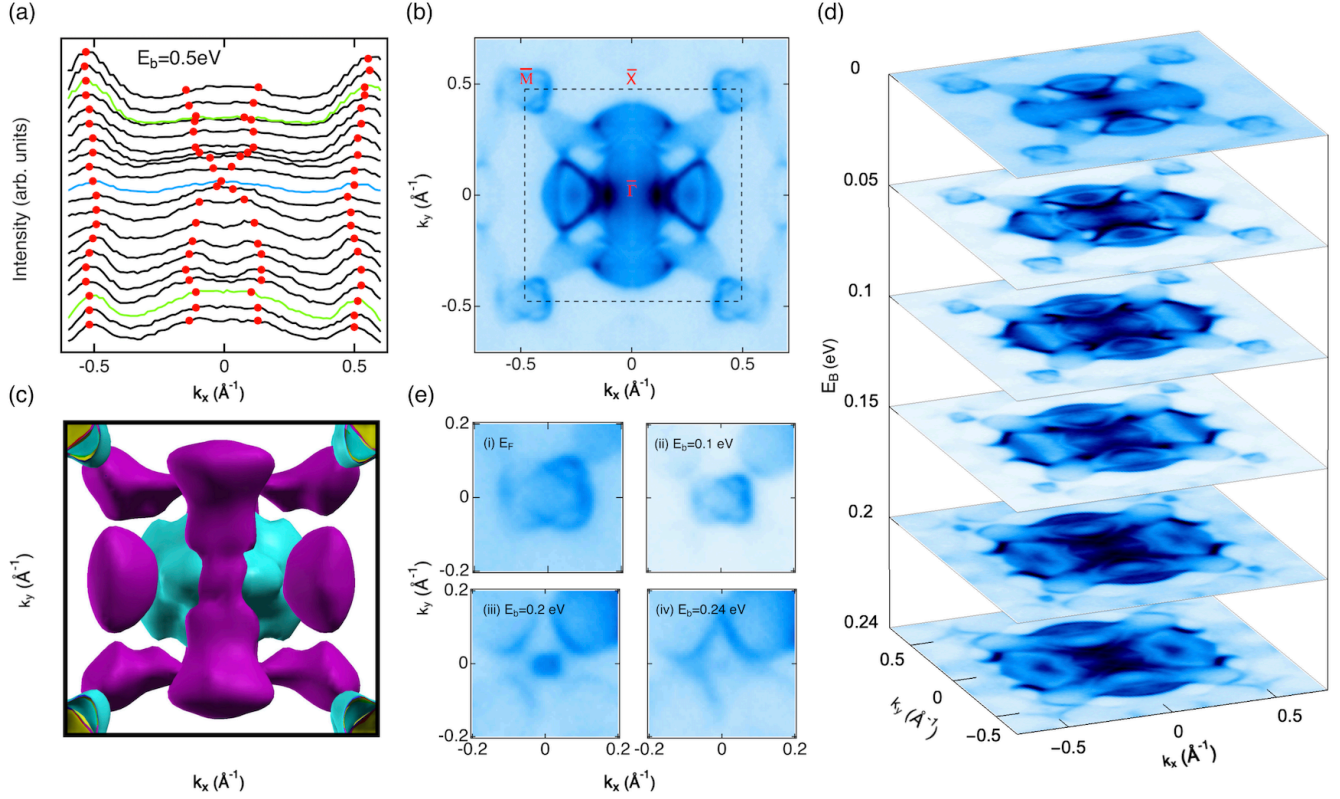 (a)
E_b=0.5eV
Intensity (arb. units)
-0.5 0 0.5
k_x (Å⁻¹)
(b)
M̅ X̅
Γ̅
0.5
0
-0.5
k_y (Å⁻¹)
-0.5 0 0.5
k_x (Å⁻¹)
(c)
k_y (Å⁻¹)
k_x (Å⁻¹)
(e)
0.2
0
-0.2
(i) E_F
(ii) E_b=0.1 eV
k_y (Å⁻¹)
0.2
0
-0.2
(iii) E_b=0.2 eV
(iv) E_b=0.24 eV
-0.2 0 0.2 -0.2 0 0.2
k_x (Å⁻¹)
(d)
0
0.05
0.1
0.15
0.2
0.24
E_B (eV)
0.5
0
-0.5
k_y (Å⁻¹)
-0.5 0 0.5
k_x (Å⁻¹)